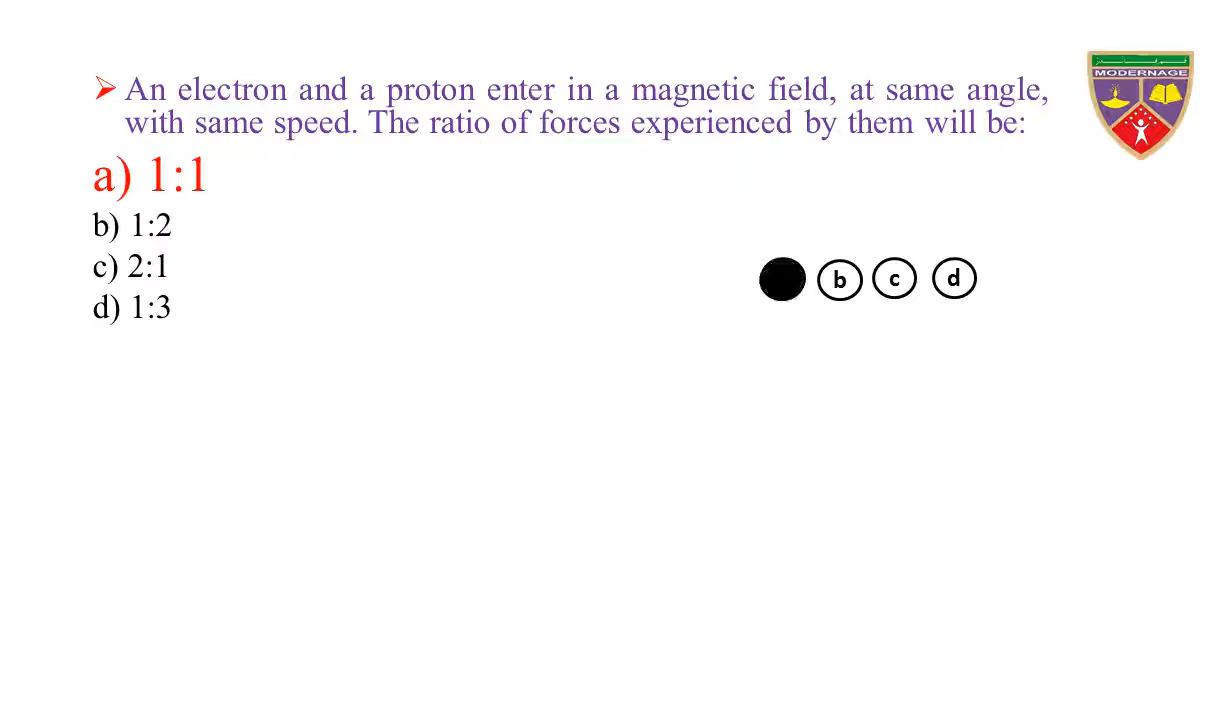 An electron and a proton enter in a magnetic field, at same angle,
with same speed. The ratio of forces experienced by them will be:
MODERNAGE
a) 1:1
b) 1:2
c) 2:1
d) 1:3
b c d